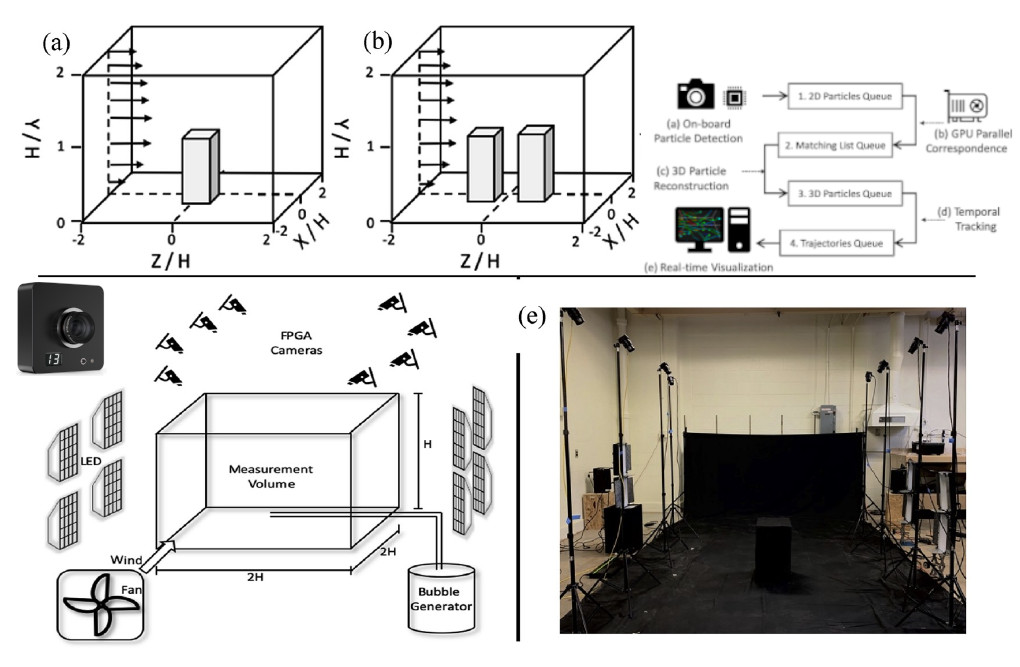 (a)
2
1
0
Y/H
-2
0
2
Z/H
-2
0
2
X/H
(b)
2
1
0
Y/H
-2
0
2
Z/H
-2
0
2
X/H
1. 2D Particles Queue
(a) On-board
Particle Detection
(b) GPU Parallel
Correspondence
2. Matching List Queue
(c) 3D Particle
Reconstruction
3. 3D Particles Queue
(d) Temporal
Tracking
4. Trajectories Queue
(e) Real-time Visualization
13
FPGA
Cameras
LED
Measurement
Volume
H
2H
2H
Wind
Fan
Bubble
Generator
(e)